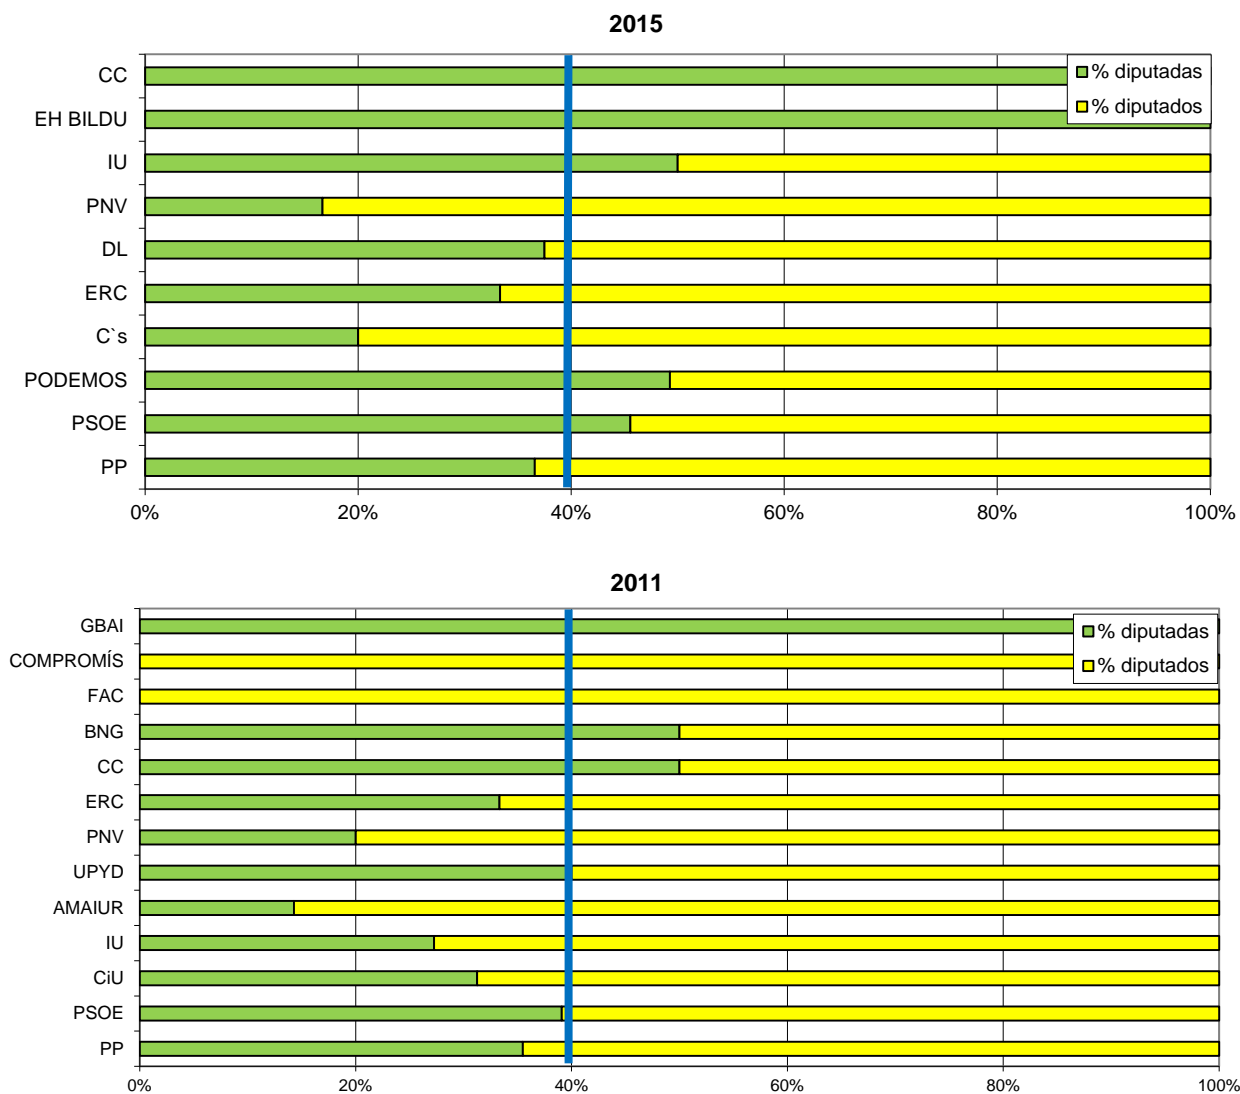 2015
CC
EH BILDU
IU
PNV
DL
ERC
C`s
PODEMOS
PSOE
PP
% diputadas
% diputados
0% 20% 40% 60% 80% 100%
2011
GBAI
COMPROMÍS
FAC
BNG
CC
ERC
PNV
UPYD
AMAIUR
IU
CiU
PSOE
PP
% diputadas
% diputados
0% 20% 40% 60% 80% 100%